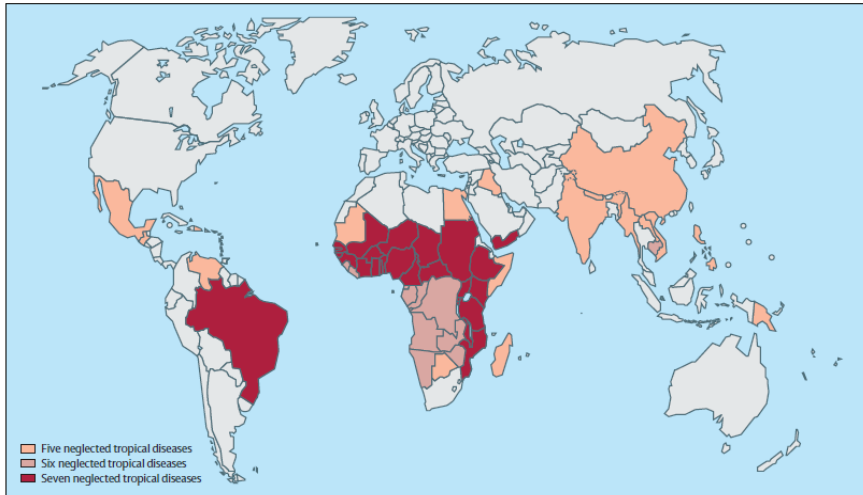 Five neglected tropical diseases
Six neglected tropical diseases
Seven neglected tropical diseases